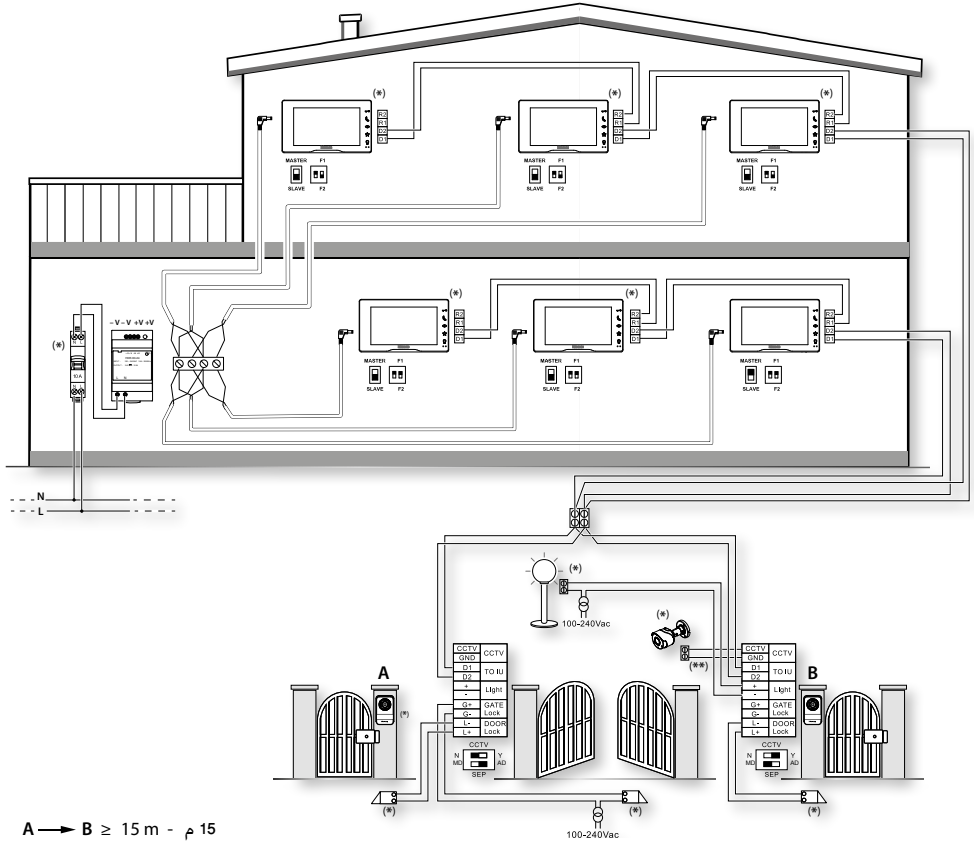 (*) (*) (*)
R2 R2 R2
R1 R1 R1
D2 D2 D2
D1 D1 D1
MASTER F1 MASTER F1 MASTER F1
SLAVE F2 SLAVE F2 SLAVE F2
(*) (*)
R2 R2 R2
R1 R1 R1
D2 D2 D2
D1 D1 D1
- V - V + V + V
(*)
N L
10 A
N L
L N
MASTER F1 MASTER F1 MASTER F1
SLAVE F2 SLAVE F2 SLAVE F2
N
L
(*)
100-240Vac
(*)
(**)
CCTV CCTV
GND
D1 TO IU
D2
+ Light
-
G+ GATE
G- Lock
L- DOOR
L+ Lock
CCTV
N Y
MD AD
SEP
CCTV CCTV
GND
D1 TO IU
D2
+ Light
-
G+ GATE
G- Lock
L- DOOR
L+ Lock
CCTV
N Y
MD AD
SEP
A
(*)
B
(*) (*) (*)
100-240Vac
A → B ≥ 15 m - 15 م